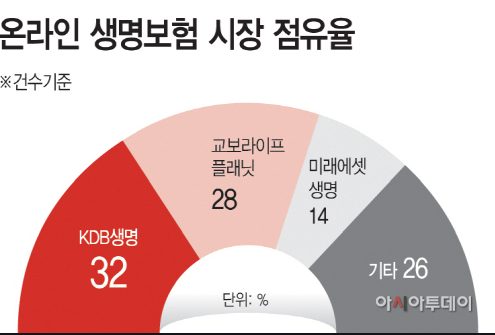 온라인 생명보험 시장 점유율
※건수기준
교보라이프
플래닛
28
미래에셋
생명
14
KDB생명
32
기타 26
단위: %
아시아투데이